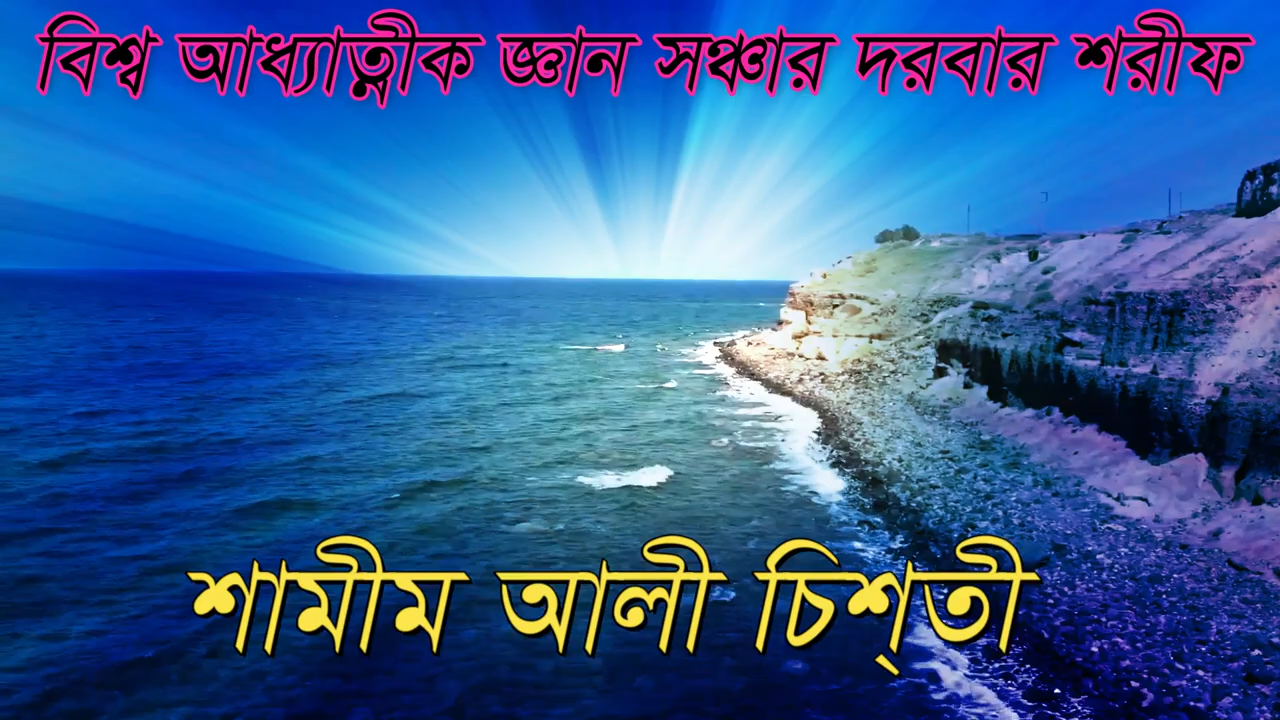 বিশ্ব আধ্যাত্নীক জ্ঞান সঞ্চার দরবার শরীফ
শামীম আলী চিশ্‌তী